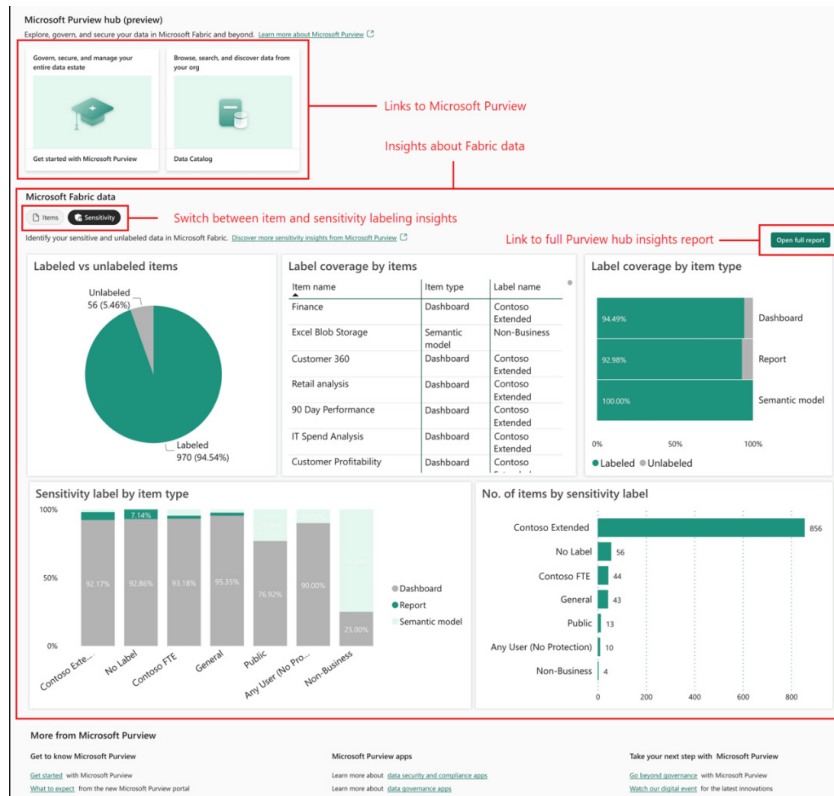 Microsoft Purview hub (preview)
Explore, govern, and secure your data in Microsoft Fabric and beyond. Learn more about Microsoft Purview
Govern, secure, and manage your
entire data estate
Get started with Microsoft Purview
Browse, search, and discover data from
your org
Data Catalog
Links to Microsoft Purview
Insights about Fabric data
Microsoft Fabric data
Items
Sensitivity
Switch between item and sensitivity labeling insights
Identify your sensitive and unlabeled data in Microsoft Fabric. Discover more sensitivity insights from Microsoft Purview
Link to full Purview hub insights report
Open full report
Labeled vs unlabeled items
Unlabeled
56 (5.46%)
Labeled
970 (94.54%)
Label coverage by items
Item name Item type Label name
Finance Dashboard Contoso
Extended
Excel Blob Storage Semantic Non-Business
model
Customer 360 Dashboard Contoso
Extended
Retail analysis Dashboard Contoso
Extended
90 Day Performance Dashboard Contoso
Extended
IT Spend Analysis Dashboard Contoso
Extended
Customer Profitability Dashboard Contoso
Label coverage by item type
94.49% Dashboard
92.98% Report
100.00% Semantic model
0% 50% 100%
Labeled Unlabeled
Sensitivity label by item type
100%
50%
0%
7.14%
92.17% 92.86% 93.18% 95.35% 76.92% 90.00% 25.00%
Contoso Exte... No Label Contoso FTE General Public Any User (No Pro... Non-Business
Dashboard
Report
Semantic model
No. of items by sensitivity label
Contoso Extended 856
No Label 56
Contoso FTE 44
General 43
Public 13
Any User (No Protection) 10
Non-Business 4
0 200 400 600 800
More from Microsoft Purview
Get to know Microsoft Purview
Get started with Microsoft Purview
What to expect from the new Microsoft Purview portal
Microsoft Purview apps
Learn more about data security and compliance apps
Learn more about data governance apps
Take your next step with Microsoft Purview
Go beyond governance with Microsoft Purview
Watch our digital event for the latest innovations